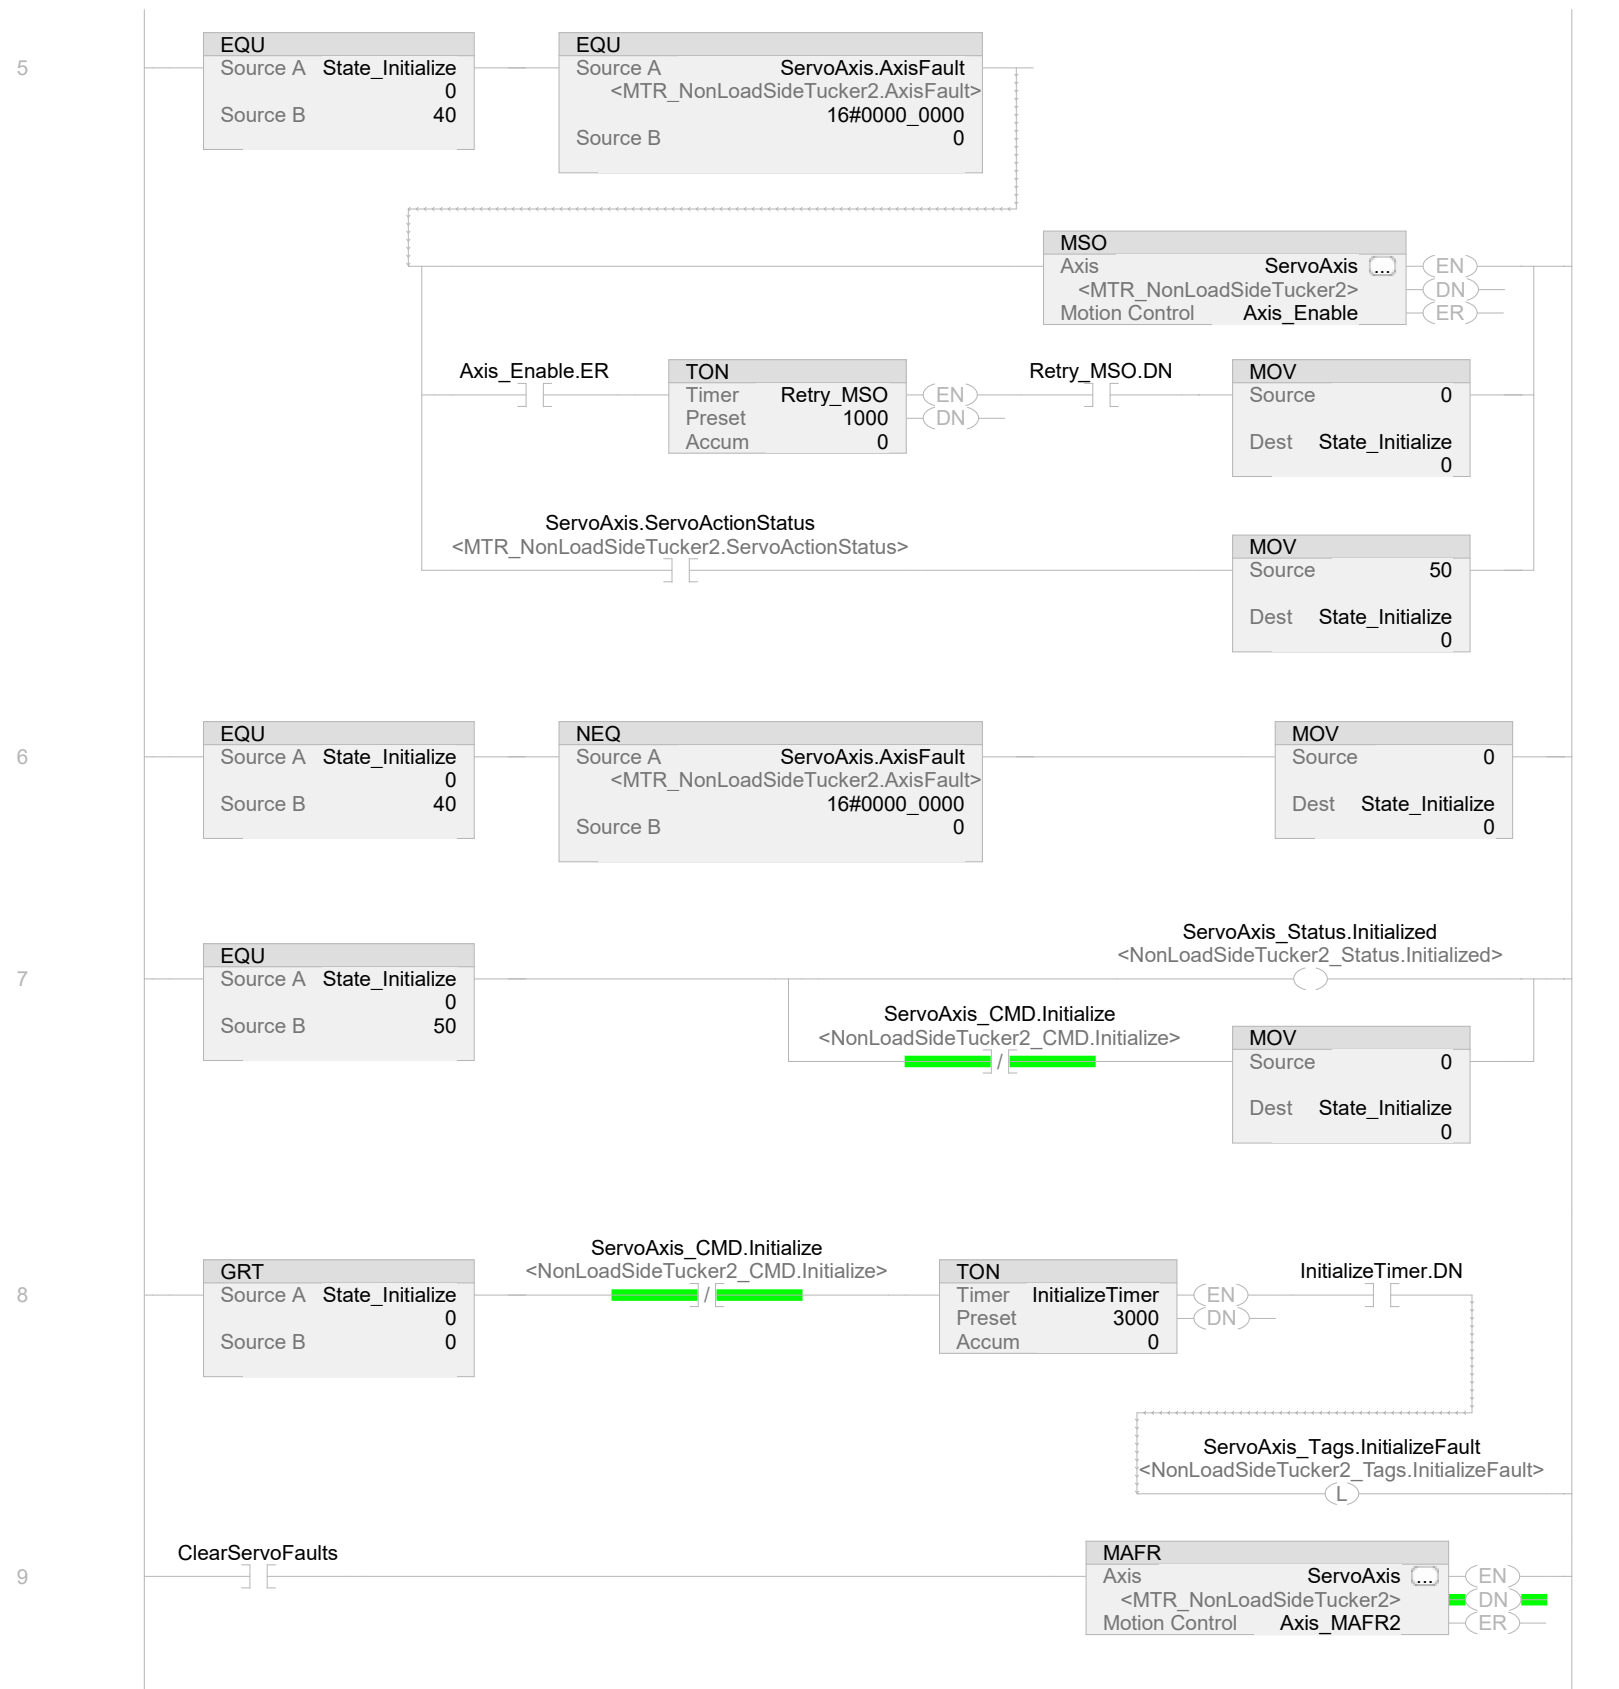 5
EQU
Source A State_Initialize
0
Source B 40
EQU
Source A ServoAxis.AxisFault
<MTR_NonLoadSideTucker2.AxisFault>
16#0000_0000
Source B 0
MSO
Axis ServoAxis ...
<MTR_NonLoadSideTucker2>
Motion Control Axis_Enable
EN
DN
ER
Axis_Enable.ER
TON
Timer Retry_MSO
Preset 1000
Accum 0
EN
DN
Retry_MSO.DN
MOV
Source 0
Dest State_Initialize
0
ServoAxis.ServoActionStatus
<MTR_NonLoadSideTucker2.ServoActionStatus>
MOV
Source 50
Dest State_Initialize
0
6
EQU
Source A State_Initialize
0
Source B 40
NEQ
Source A ServoAxis.AxisFault
<MTR_NonLoadSideTucker2.AxisFault>
16#0000_0000
Source B 0
MOV
Source 0
Dest State_Initialize
0
7
EQU
Source A State_Initialize
0
Source B 50
ServoAxis_Status.Initialized
<NonLoadSideTucker2_Status.Initialized>
ServoAxis_CMD.Initialize
<NonLoadSideTucker2_CMD.Initialize>
/
MOV
Source 0
Dest State_Initialize
0
8
GRT
Source A State_Initialize
0
Source B 0
ServoAxis_CMD.Initialize
<NonLoadSideTucker2_CMD.Initialize>
/
TON
Timer InitializeTimer
Preset 3000
Accum 0
EN
DN
InitializeTimer.DN
ServoAxis_Tags.InitializeFault
<NonLoadSideTucker2_Tags.InitializeFault>
L
9
ClearServoFaults
MAFR
Axis ServoAxis ...
<MTR_NonLoadSideTucker2>
Motion Control Axis_MAFR2
EN
DN
ER